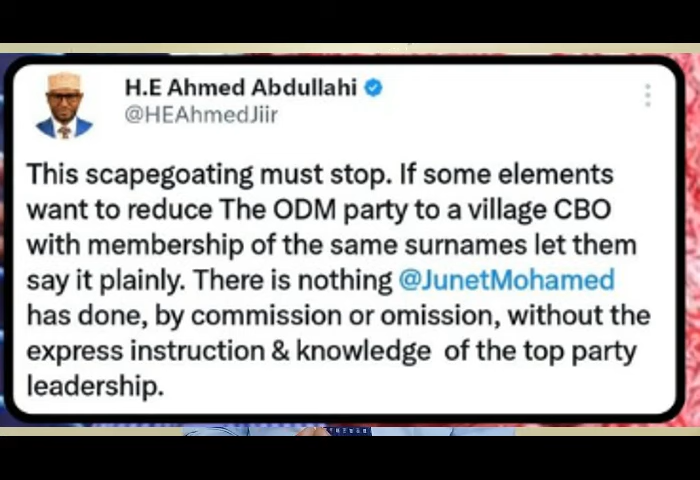 H.E Ahmed Abdullahi
@HEAhmedJiir
This scapegoating must stop. If some elements
want to reduce The ODM party to a village CBO
with membership of the same surnames let them
say it plainly. There is nothing @JunetMohamed
has done, by commission or omission, without the
express instruction & knowledge of the top party
leadership.